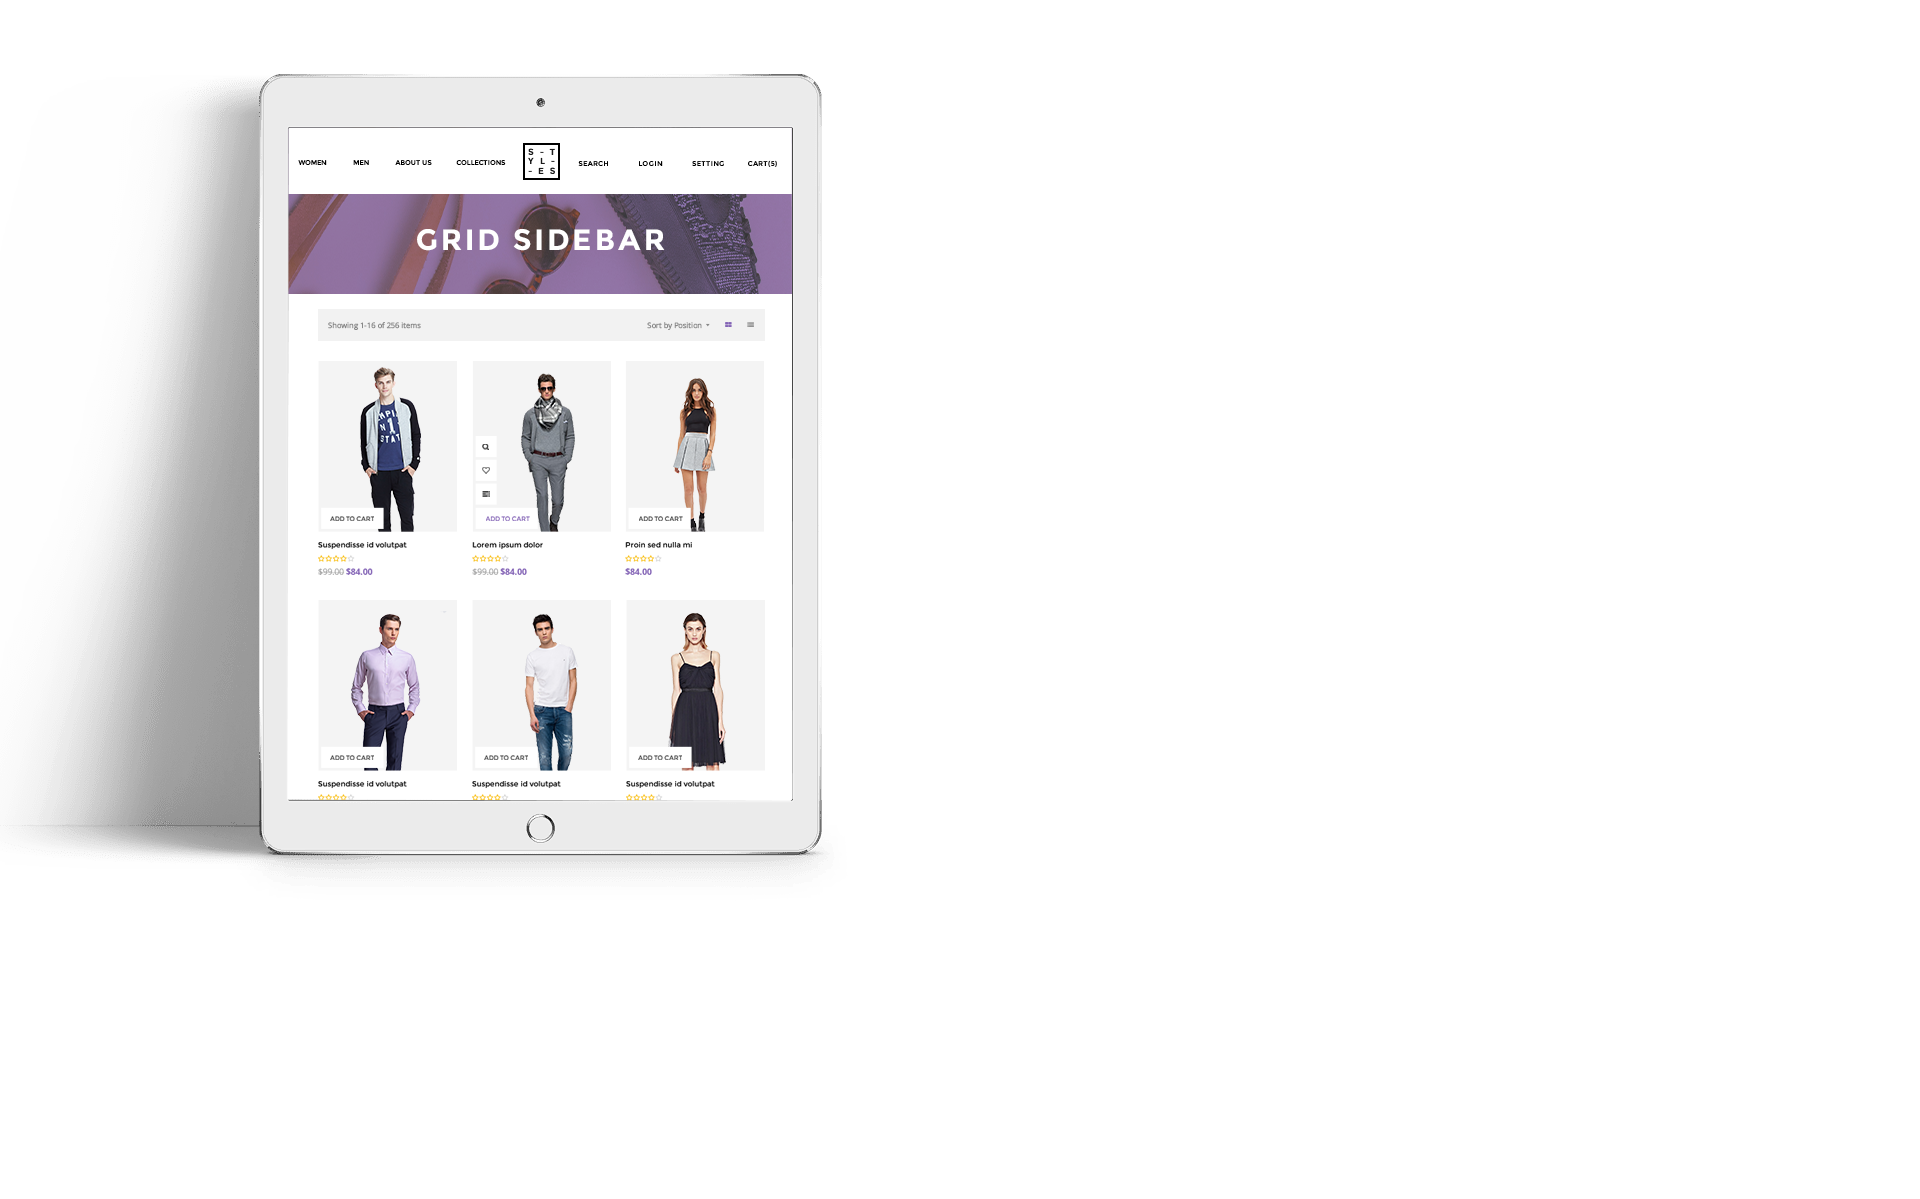 WOMEN MEN ABOUT US COLLECTIONS
S - T
Y L -
- E S
SEARCH LOGIN SETTING CART(5)
GRID SIDEBAR
Showing 1-16 of 256 items
Sort by Position
MPI
N 1
STAT
ADD TO CART ADD TO CART ADD TO CART
Suspendisse id volutpat Lorem ipsum dolor Proin sed nulla mi
$99.00 $84.00 $99.00 $84.00 $84.00
ADD TO CART ADD TO CART ADD TO CART
Suspendisse id volutpat Suspendisse id volutpat Suspendisse id volutpat